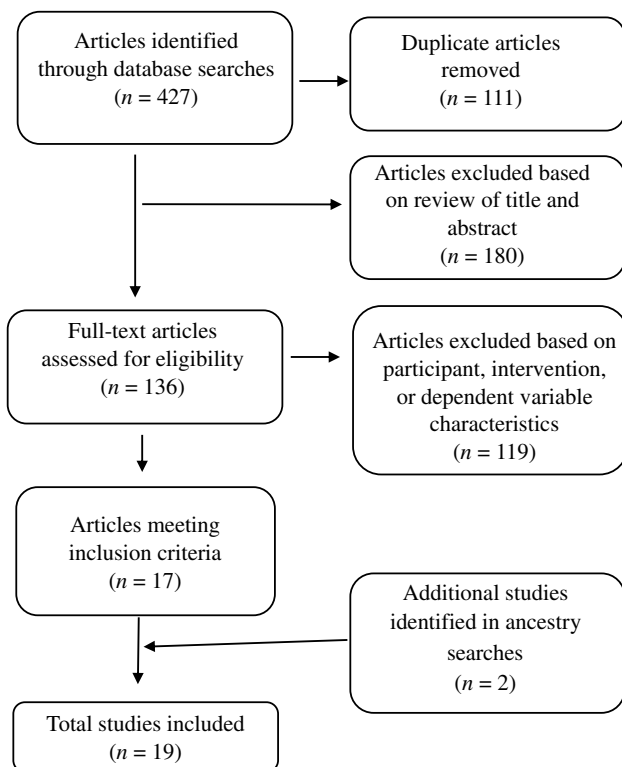 Articles identified
through database searches
(n = 427)
Duplicate articles
removed
(n = 111)
Articles excluded based
on review of title and
abstract
(n = 180)
Full-text articles
assessed for eligibility
(n = 136)
Articles excluded based on
participant, intervention,
or dependent variable
characteristics
(n = 119)
Articles meeting
inclusion criteria
(n = 17)
Additional studies
identified in ancestry
searches
(n = 2)
Total studies included
(n = 19)